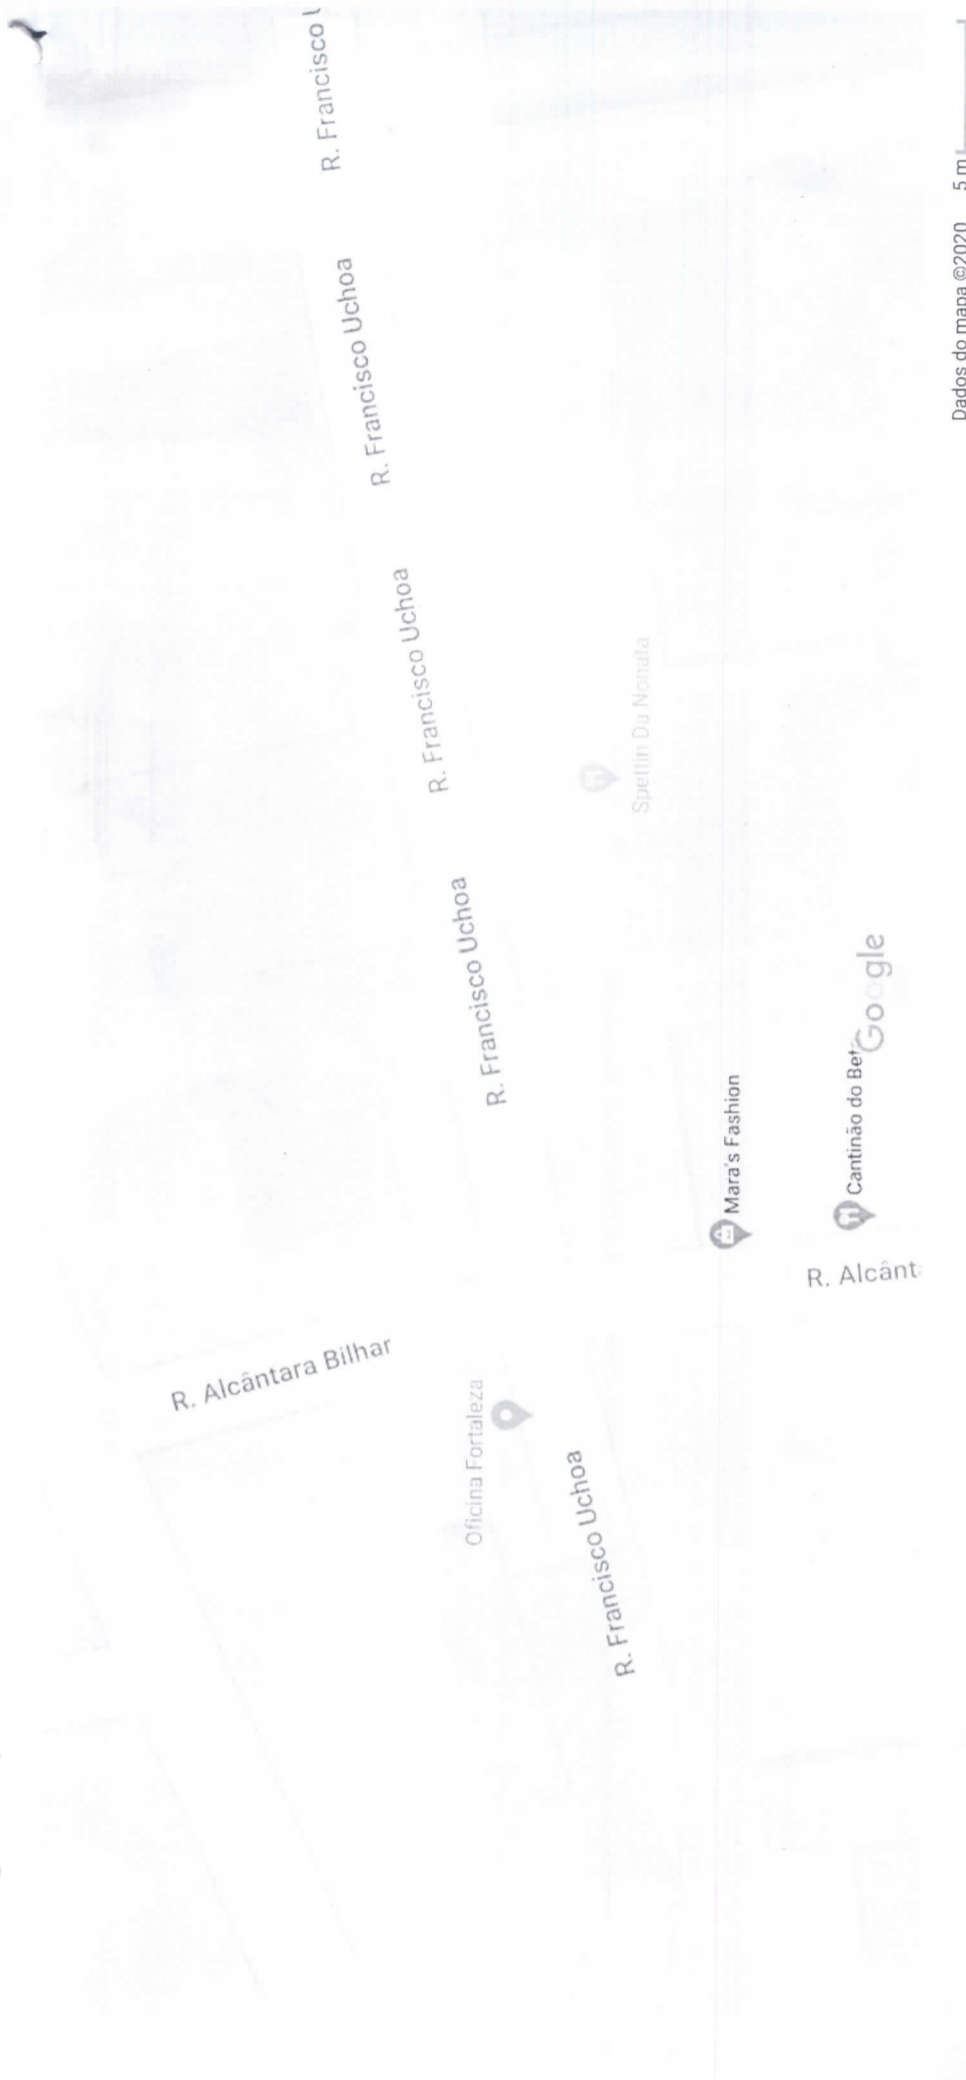 R. Francisco
R. Francisco Uchoa
R. Francisco Uchoa
R. Francisco Uchoa
R. Alcântara Bilhar
Oficina Fortaleza
R. Francisco Uchoa
Spettin Da Nonata
Mara's Fashion
Cantinão do Bet
Google
R. Alcânt
Dados do mapa ©2020 5 m